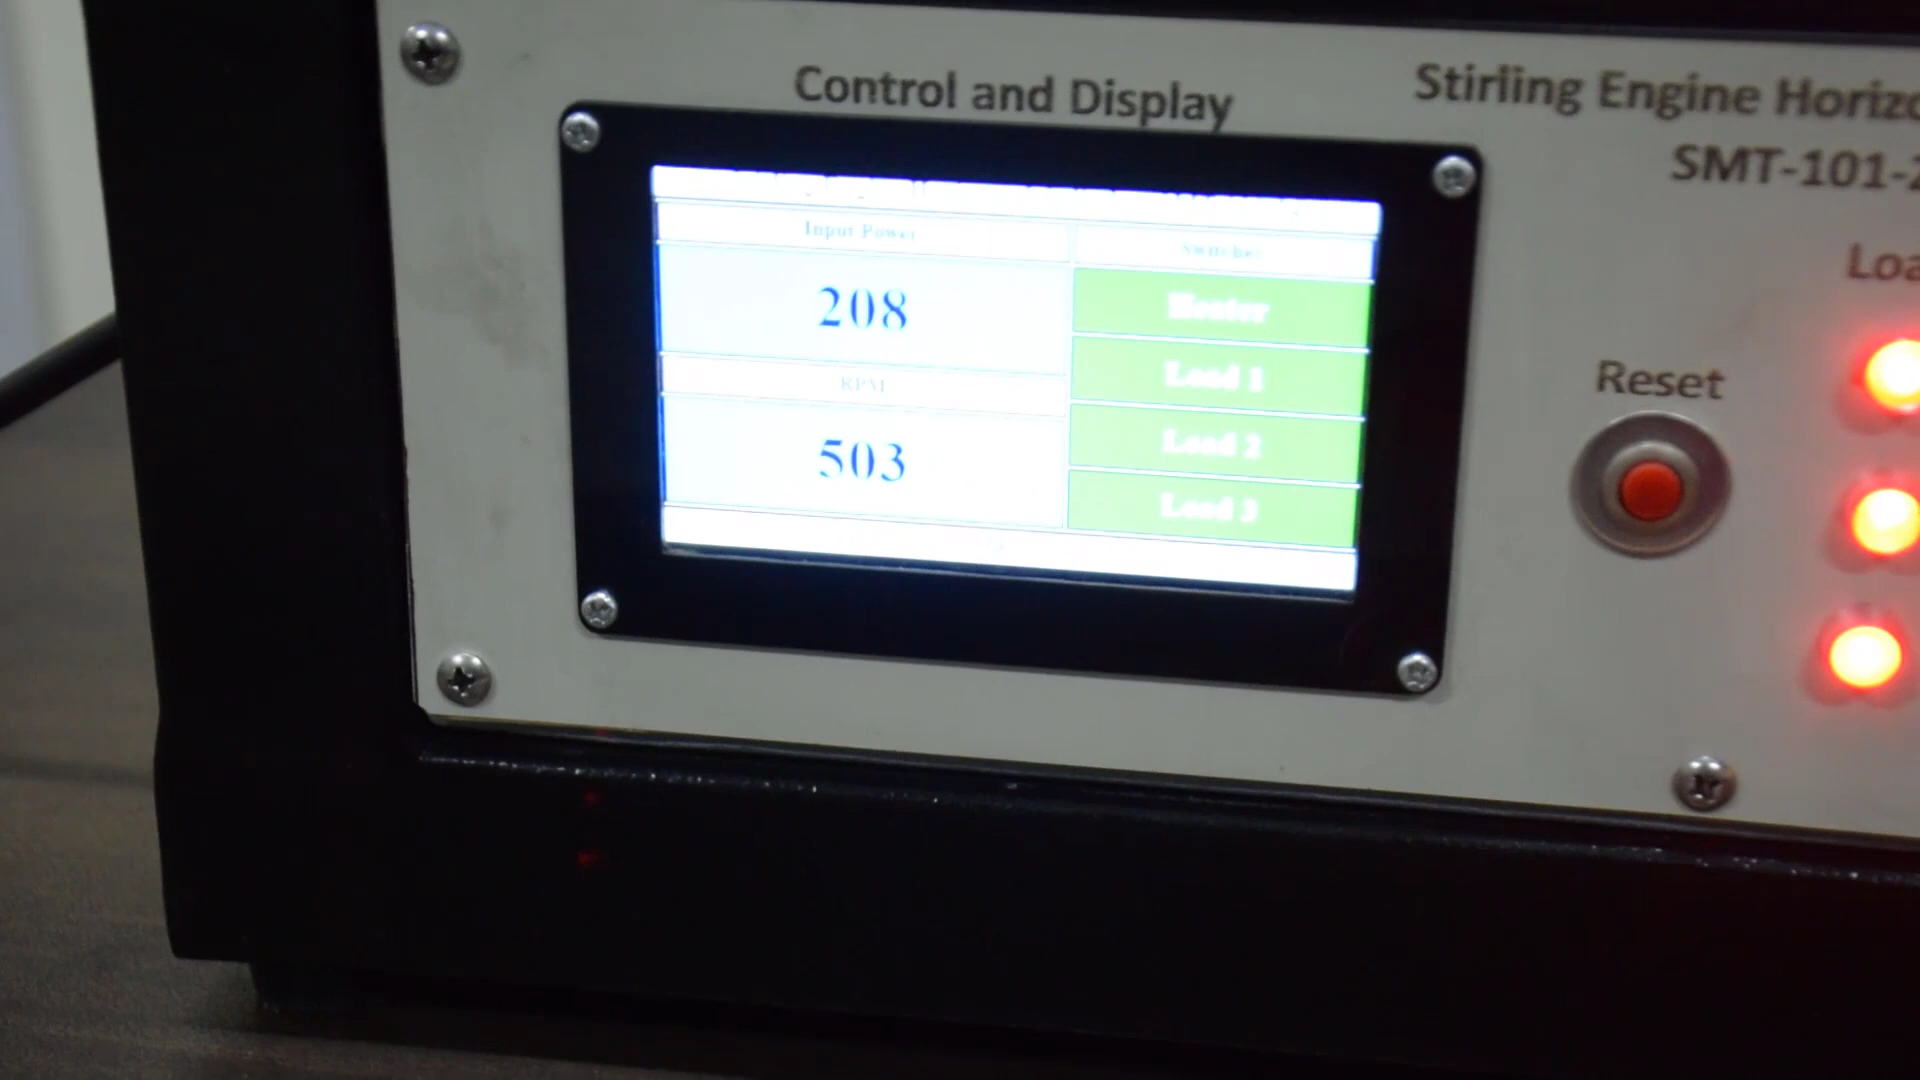 Control and Display
Stirling Engine Horizo
SMT-101-2
Input Power
Switches
208
Heater
Load 1
RPM
Load 2
503
Load 3
Reset
Loa